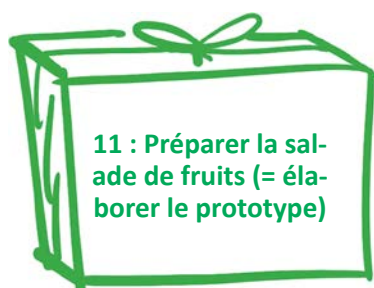 11 : Préparer la sal-
ade de fruits (= éla-
borer le prototype)